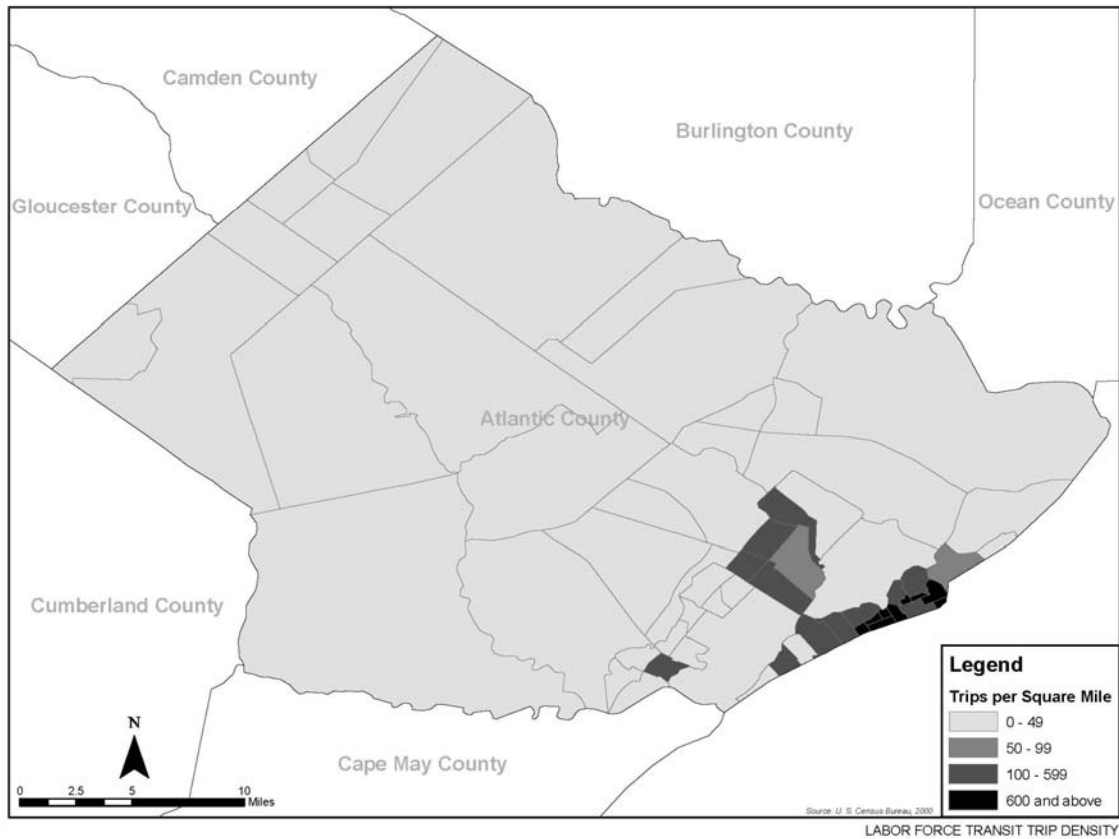 Camden County
Burlington County
Gloucester County
Ocean County
Atlantic County
Cumberland County
Cape May County
N
0 2.5 5 10
Miles
Legend
Trips per Square Mile
0 - 49
50 - 99
100 - 599
600 and above
Source: U. S. Census Bureau, 2000
LABOR FORCE TRANSIT TRIP DENSITY